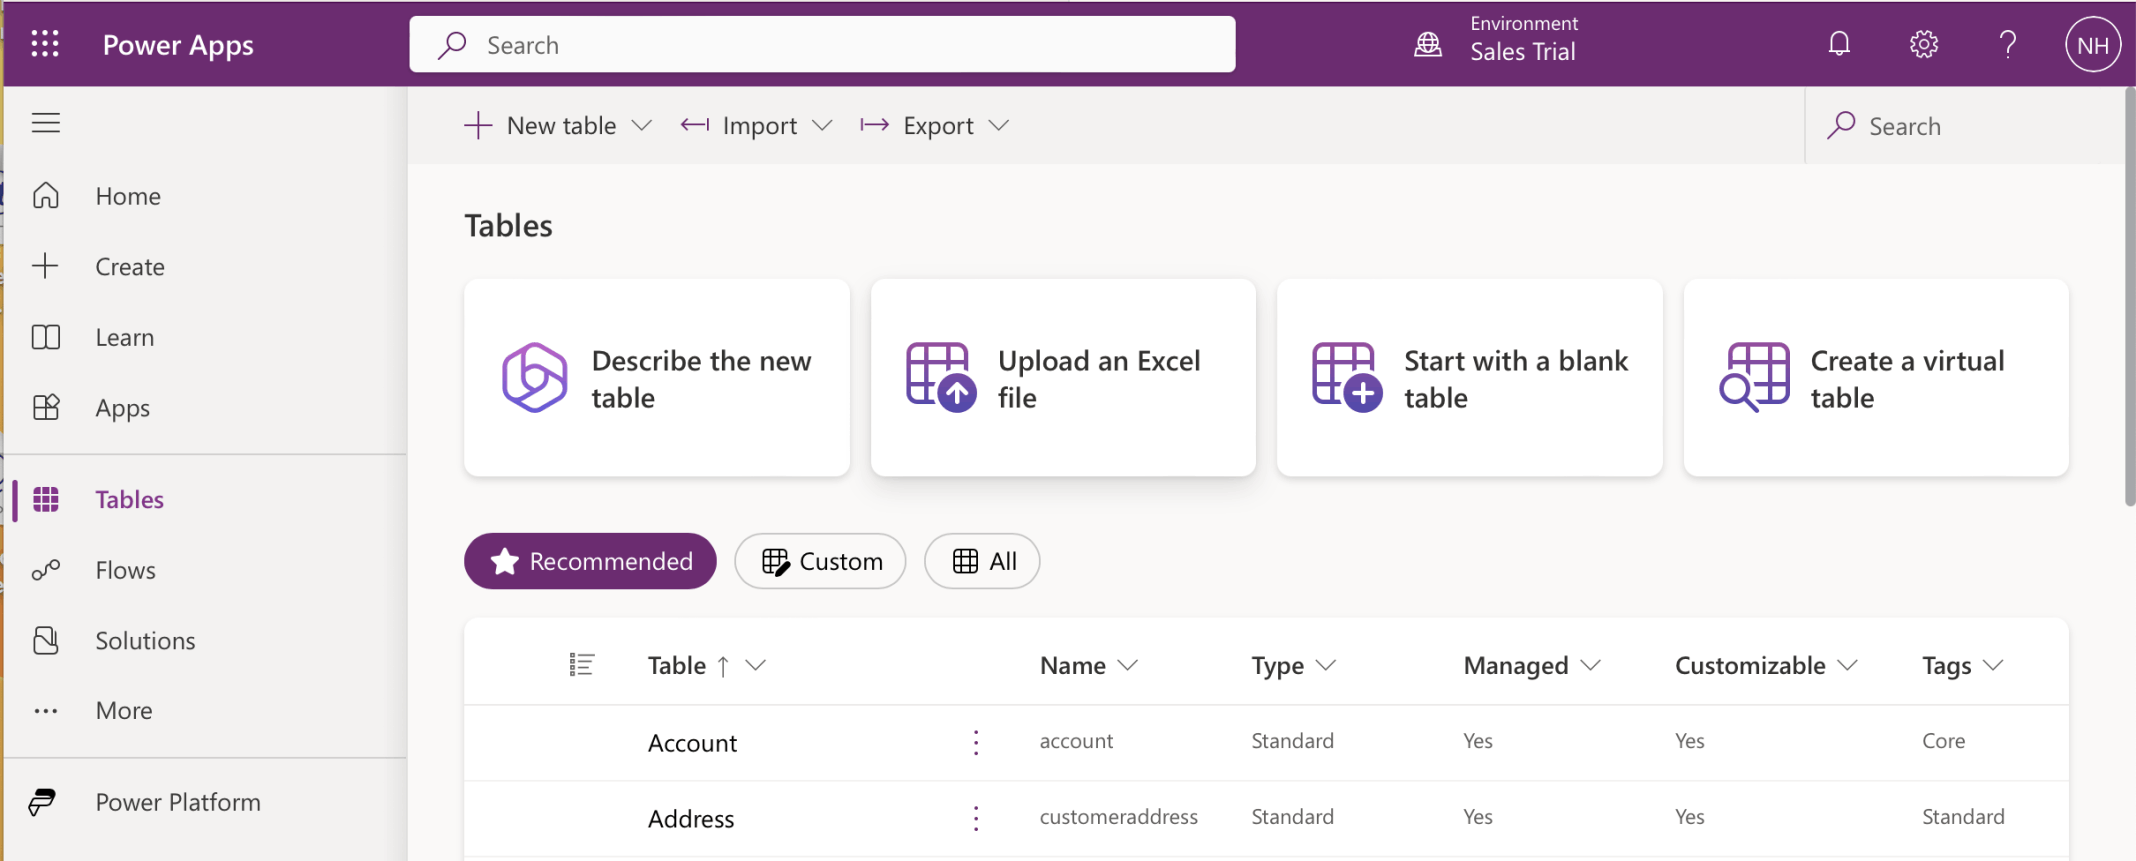 Power Apps
Search
Environment
Sales Trial
NH
New table
Import
Export
Search
Home
Create
Learn
Apps
Tables
Flows
Solutions
More
Power Platform
Tables
Describe the new
table
Upload an Excel
file
Start with a blank
table
Create a virtual
table
Recommended
Custom
All
Table Name Type Managed Customizable Tags
Account account Standard Yes Yes Core
Address customeraddress Standard Yes Yes Standard